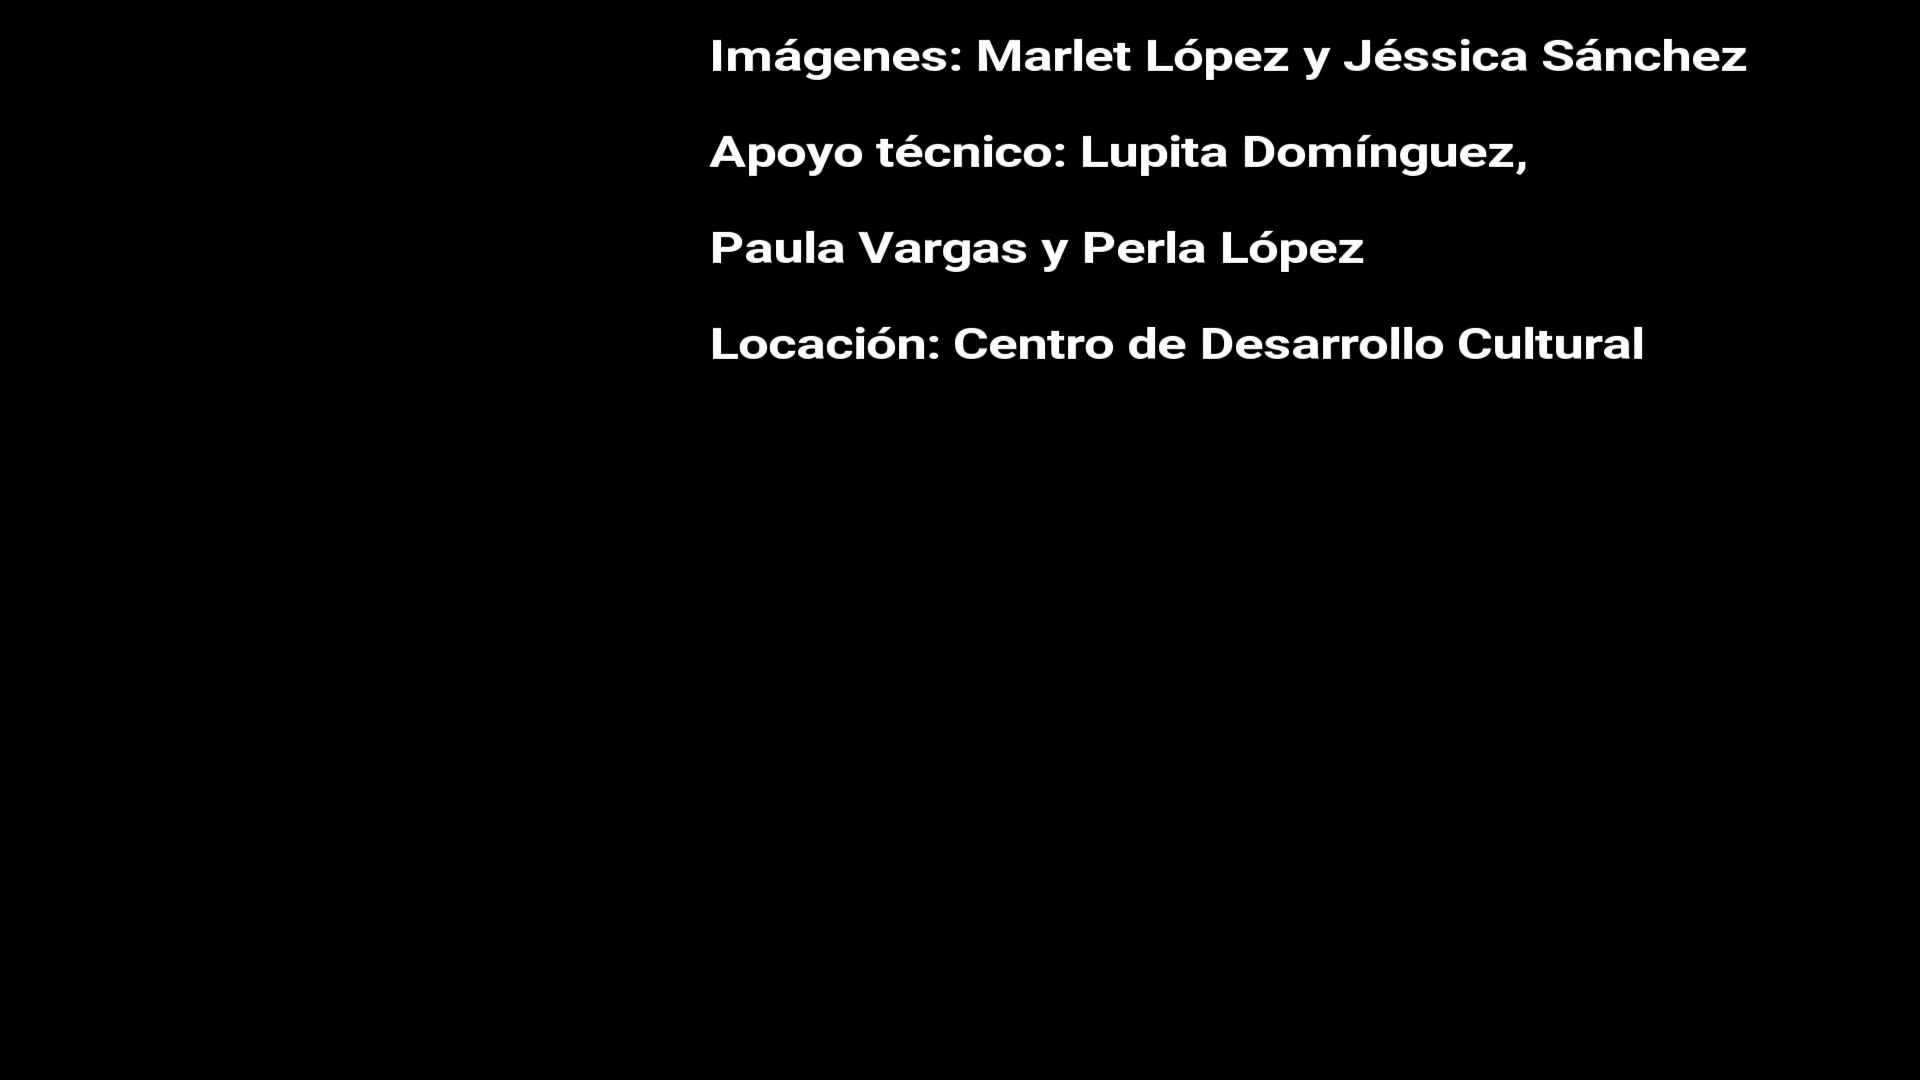 Imágenes: Marlet López y Jéssica Sánchez
Apoyo técnico: Lupita Domínguez,
Paula Vargas y Perla López
Locación: Centro de Desarrollo Cultural